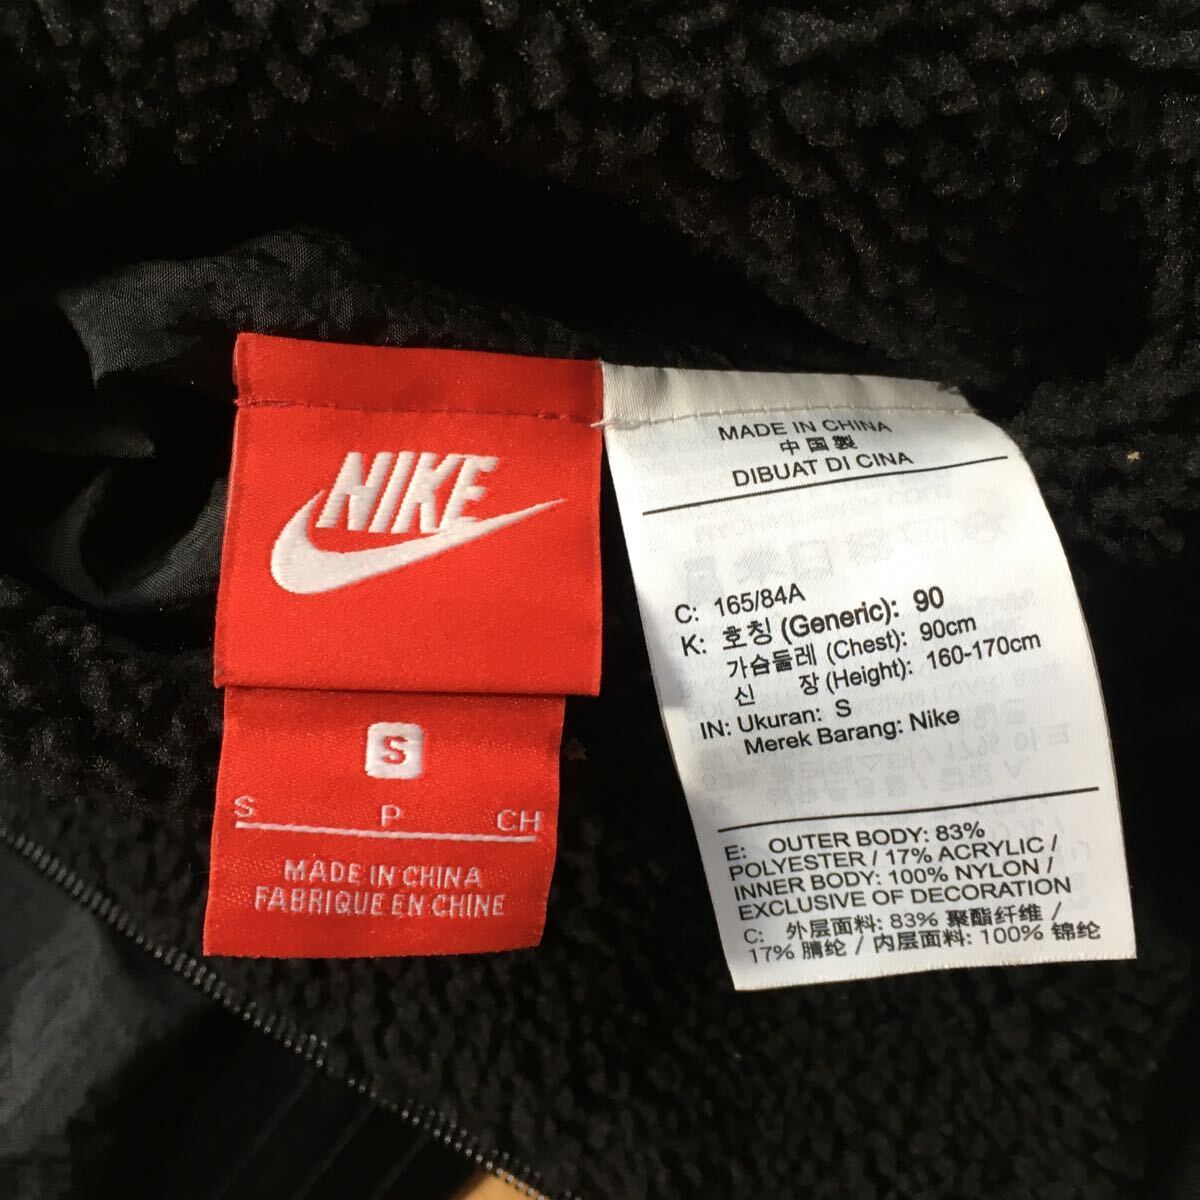 NIKE
S
S P CH
MADE IN CHINA
FABRIQUE EN CHINE
MADE IN CHINA
中国製
DIBUAT DI CINA
C: 165/84A
K: 호칭 (Generic): 90
가슴둘레 (Chest): 90cm
신 장 (Height): 160-170cm
IN: Ukuran: S
Merek Barang: Nike
E: OUTER BODY: 83%
POLYESTER / 17% ACRYLIC /
INNER BODY: 100% NYLON /
EXCLUSIVE OF DECORATION
C: 外层面料: 83% 聚酯纤维 /
17% 腈纶 / 内层面料: 100% 锦纶